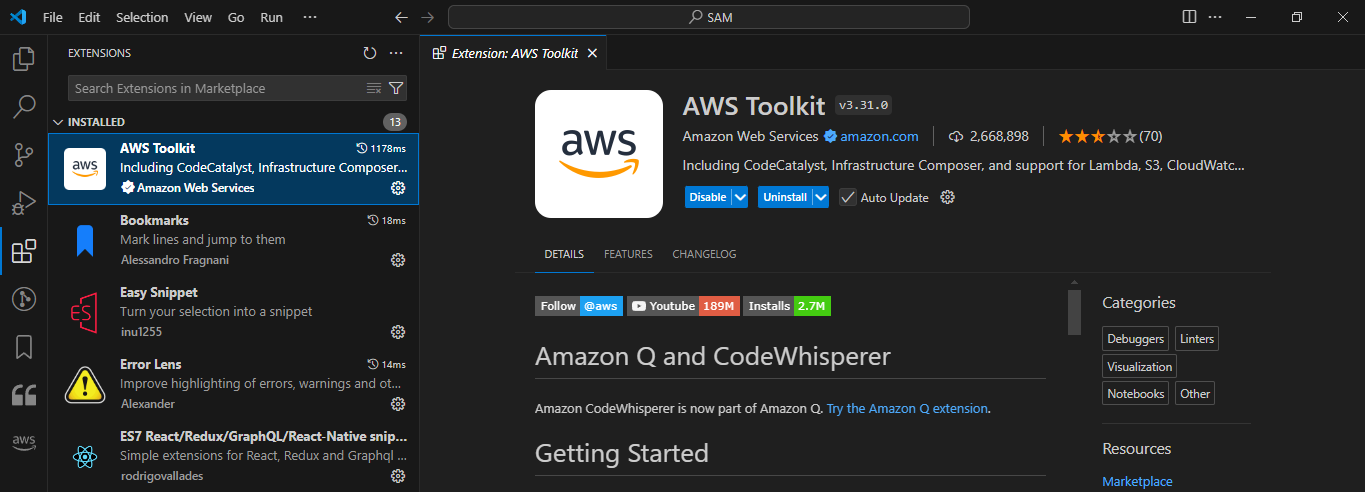 File Edit Selection View Go Run ···
SAM
EXTENSIONS
Search Extensions in Marketplace
INSTALLED 13
aws
AWS Toolkit 1178ms
Including CodeCatalyst, Infrastructure Composer...
Amazon Web Services
Bookmarks 18ms
Mark lines and jump to them
Alessandro Fragnani
ES
Easy Snippet
Turn your selection into a snippet
inu1255
Error Lens 14ms
Improve highlighting of errors, warnings and ot...
Alexander
ES7 React/Redux/GraphQL/React-Native snip...
Simple extensions for React, Redux and Graphql ...
rodrigovallades
aws
Extension: AWS Toolkit
aws
AWS Toolkit v3.31.0
Amazon Web Services amazon.com 2,668,898 (70)
Including CodeCatalyst, Infrastructure Composer, and support for Lambda, S3, CloudWatc...
Disable Uninstall Auto Update
DETAILS FEATURES CHANGELOG
Follow @aws Youtube 189M Installs 2.7M
Amazon Q and CodeWhisperer
Amazon CodeWhisperer is now part of Amazon Q. Try the Amazon Q extension.
Getting Started
Categories
Debuggers Linters
Visualization
Notebooks Other
Resources
Marketplace